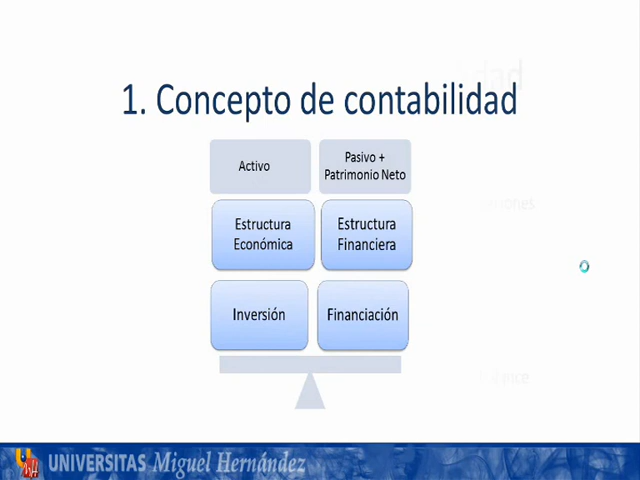 1. Concepto de contabilidad
Activo
Pasivo +
Patrimonio Neto
Estructura
Económica
Estructura
Financiera
Inversión
Financiación
UNIVERSITAS Miguel Hernández